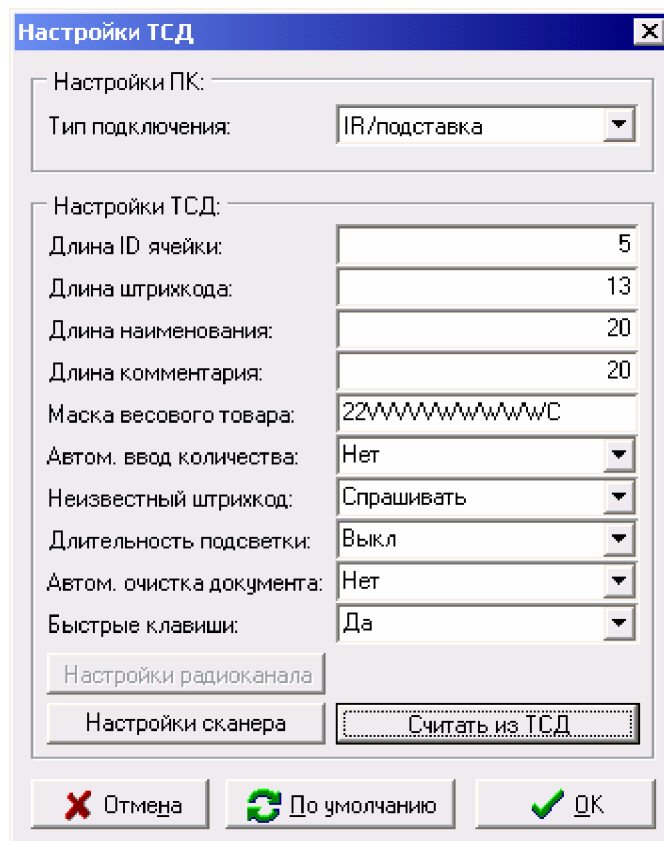 Настройки ТСД
Настройки ПК:
Тип подключения: IR/подставка
Настройки ТСД:
Длина ID ячейки: 5
Длина штрихкода: 13
Длина наименования: 20
Длина комментария: 20
Маска весового товара:
Автом. ввод количества: Нет
Неизвестный штрихкод: Спрашивать
Длительность подсветки: Выкл
Автом. очистка документа: Нет
Быстрые клавиши: Да
Настройки радиоканала
Настройки сканера Считать из ТСД
Отмена По умолчанию OK